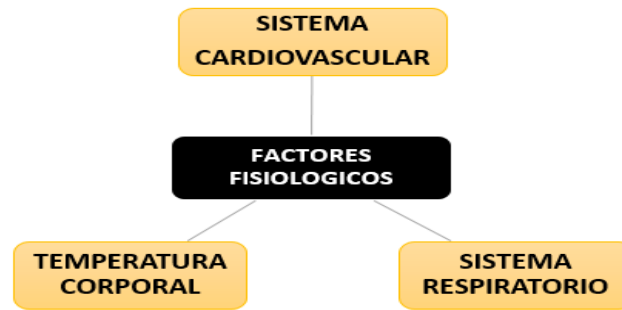 SISTEMA
CARDIOVASCULAR
FACTORES
FISIOLOGICOS
TEMPERATURA
CORPORAL
SISTEMA
RESPIRATORIO